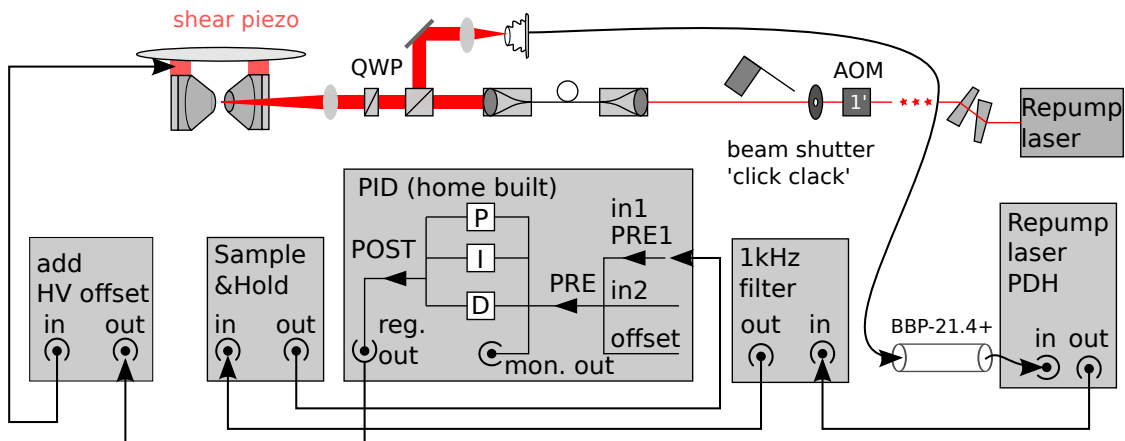 shear piezo
QWP
AOM
1'
Repump
laser
beam shutter
'click clack'
PID (home built)
P
I
D
POST
PRE
in1
PRE1
in2
offset
reg.
out
mon. out
add
HV offset
in
out
Sample
&Hold
in
out
1kHz
filter
out
in
BBP-21.4+
Repump
laser
PDH
in
out